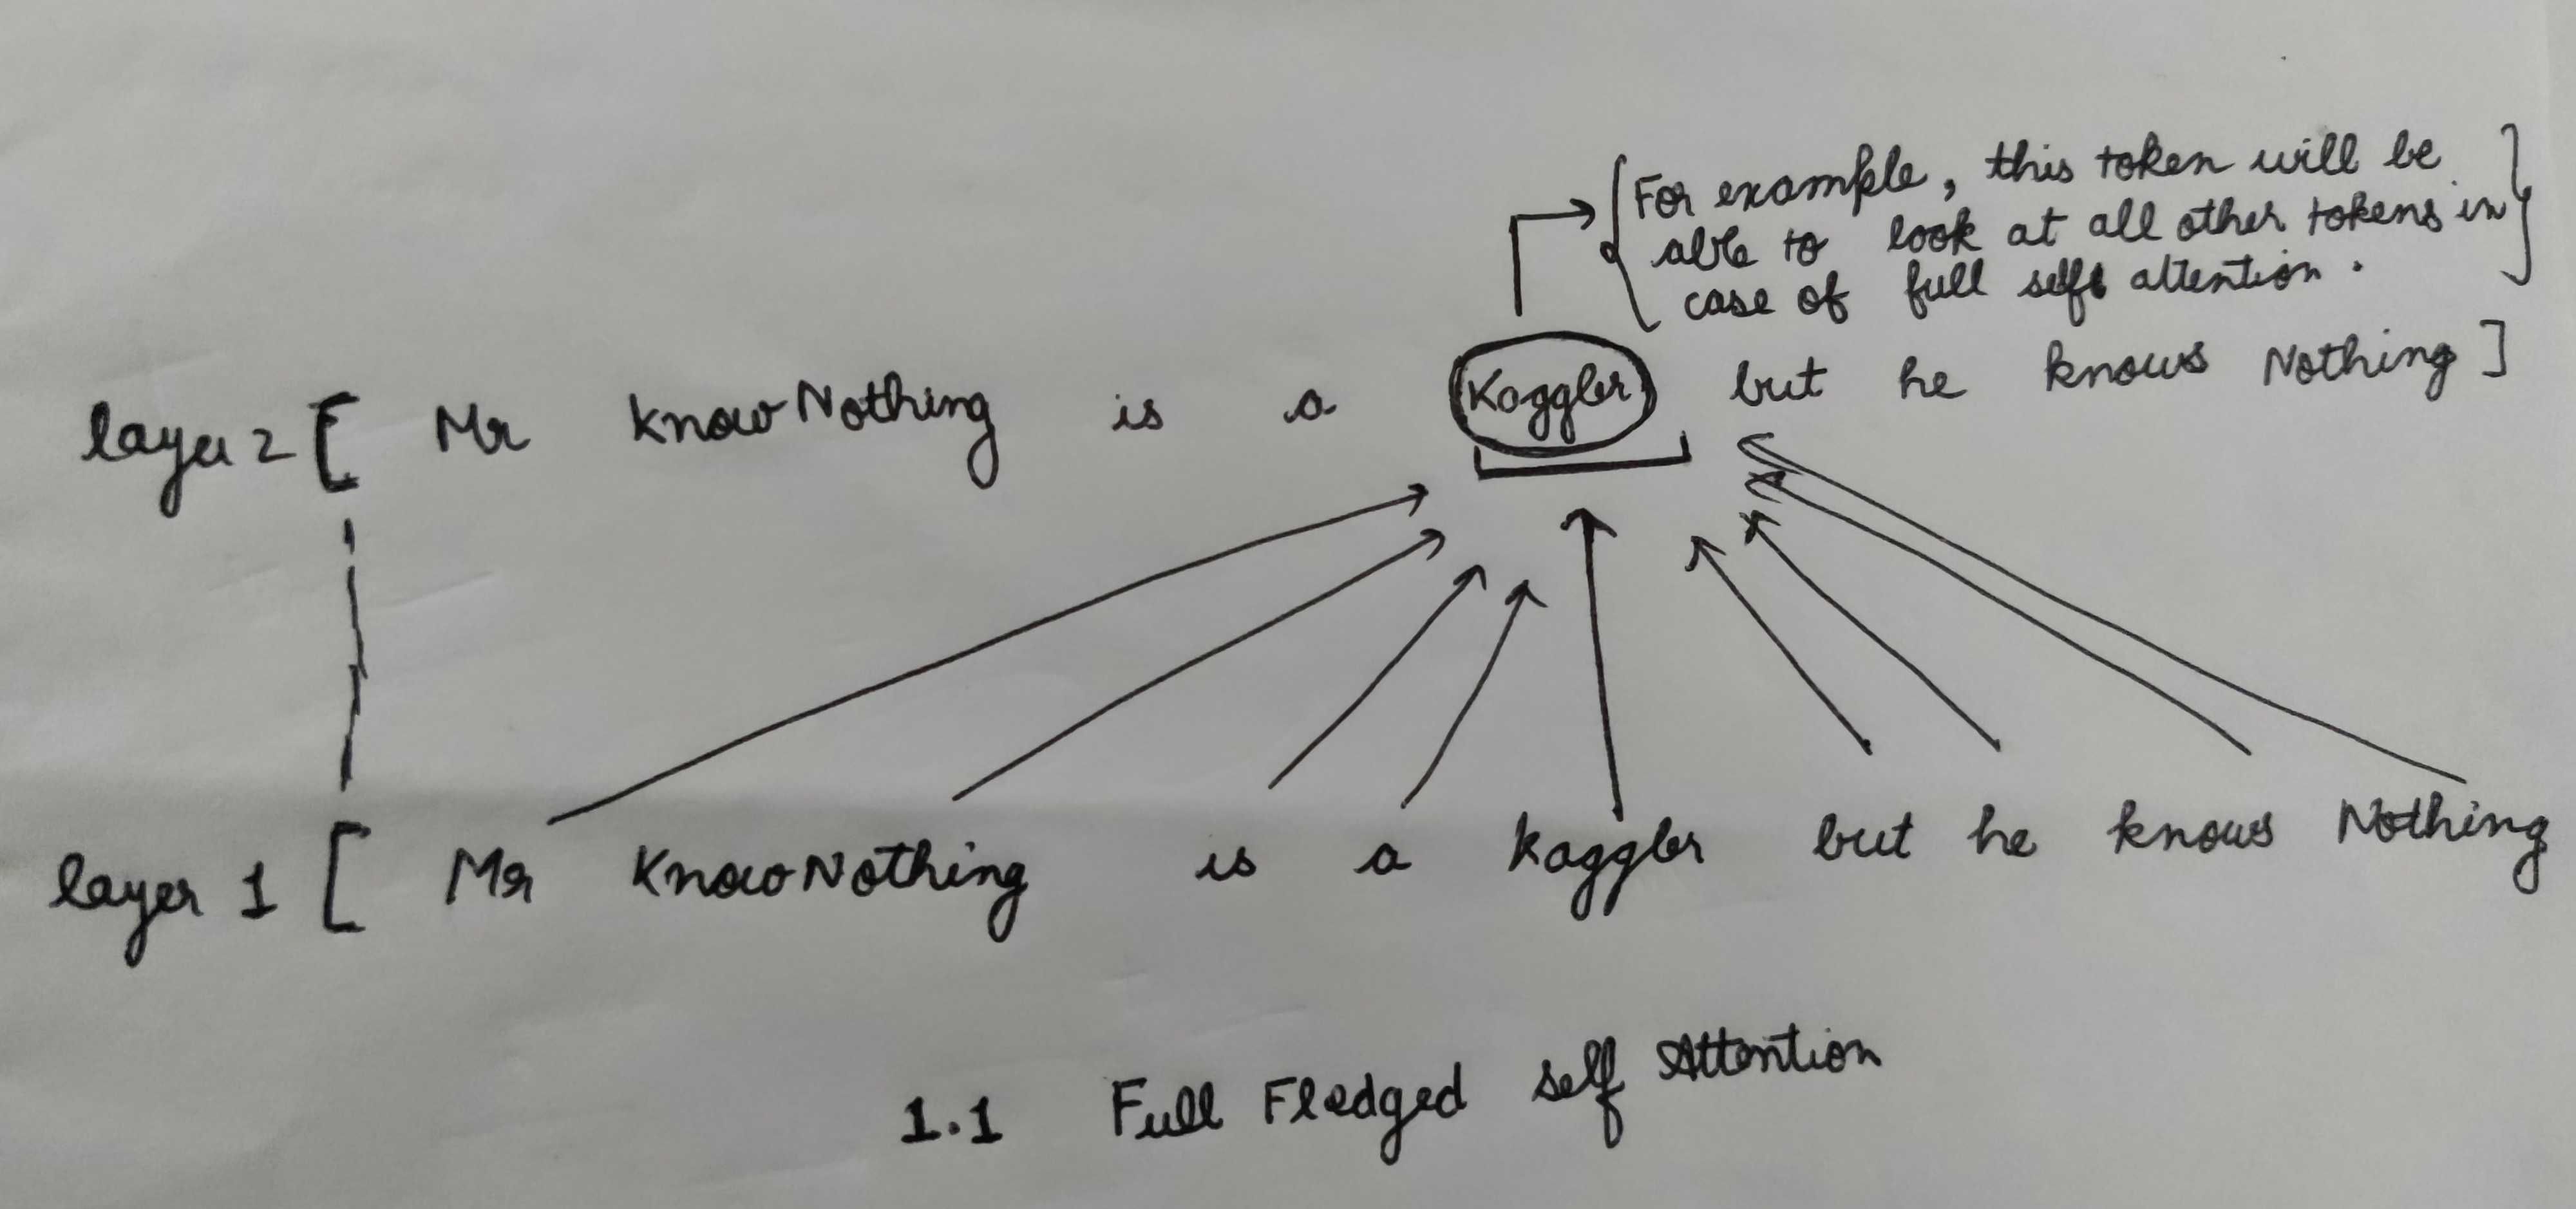 {For example, this token will be
able to look at all other tokens in}
case of full self attention.
layer 2 [ Mr KnowNothing is a Kaggler but he knows Nothing ]
layer 1 [ Mr KnowNothing is a Kaggler but he knows Nothing
1.1 Full Fledged self Attention